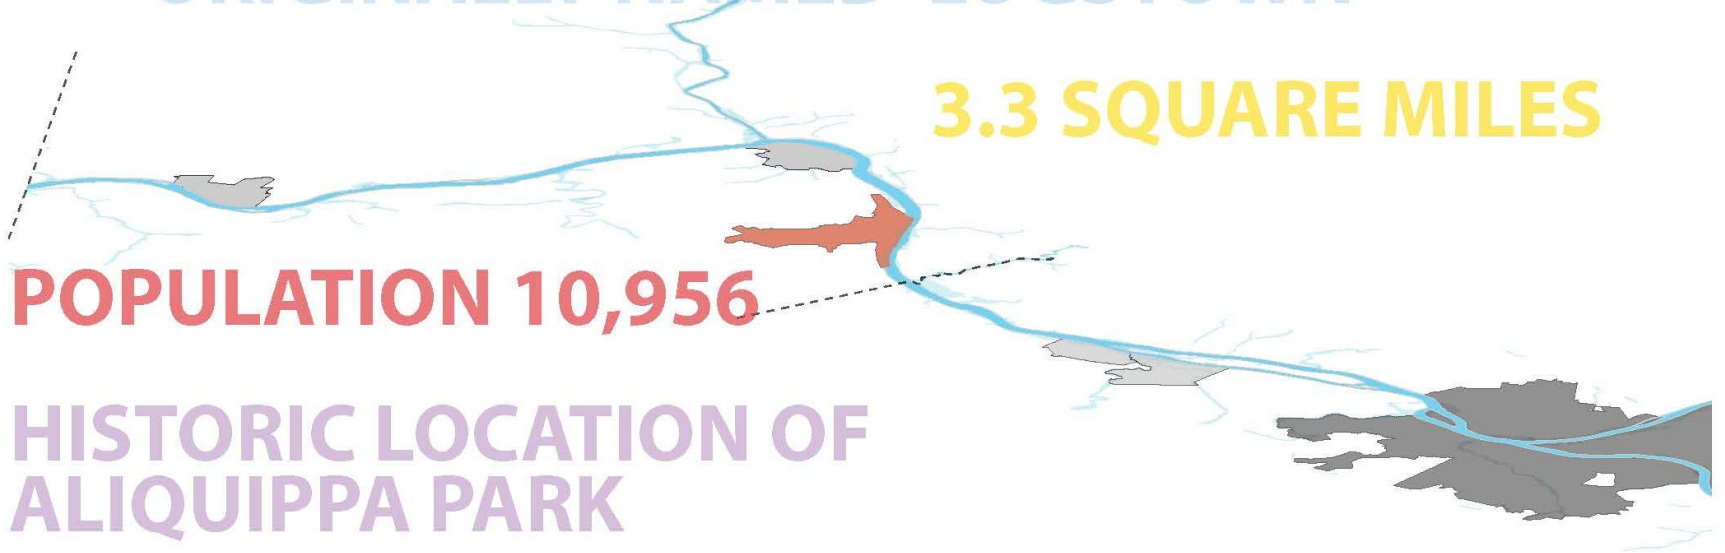 3.3 SQUARE MILES
POPULATION 10,956
HISTORIC LOCATION OF
ALIQUIPPA PARK